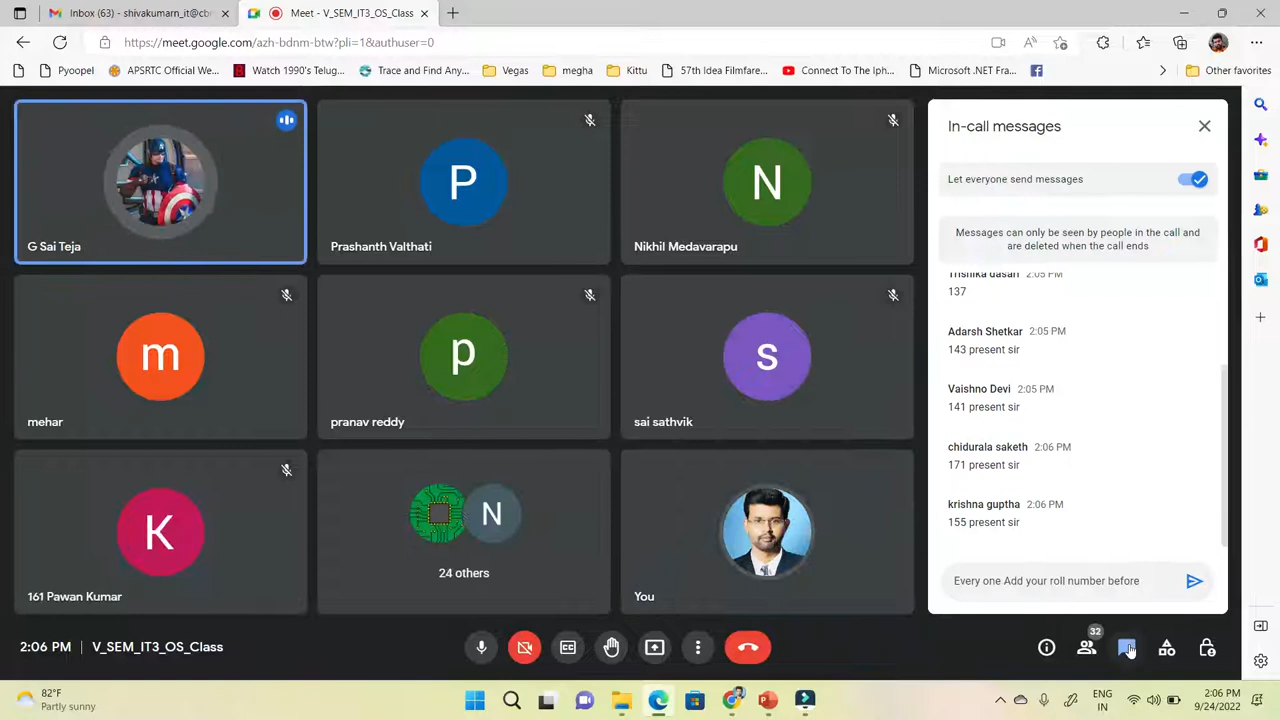 Inbox (63) - shivakumarn_it@cbi
Meet - V_SEM_IT3_OS_Class
https://meet.google.com/azh-bdnm-btw?pli=1&authuser=0
Pyoopel
APSRTC Official We...
Watch 1990's Telug...
Trace and Find Any...
Vegas
megha
Kittu
57th Idea Filmfare...
Connect To The Iph...
Microsoft .NET Fra...
Other favorites
G Sai Teja
P
Prashanth Valthati
N
Nikhil Medavarapu
m
mehar
p
pranav reddy
s
sai sathvik
K
161 Pawan Kumar
N
24 others
You
In-call messages
Let everyone send messages
Messages can only be seen by people in the call and
are deleted when the call ends
Trishika dasari 2:05 PM
137
Adarsh Shetkar 2:05 PM
143 present sir
Vaishno Devi 2:05 PM
141 present sir
chidurala saketh 2:06 PM
171 present sir
krishna guptha 2:06 PM
155 present sir
Every one Add your roll number before
2:06 PM | V_SEM_IT3_OS_Class
32
82°F
Partly sunny
ENG
IN
2:06 PM
9/24/2022